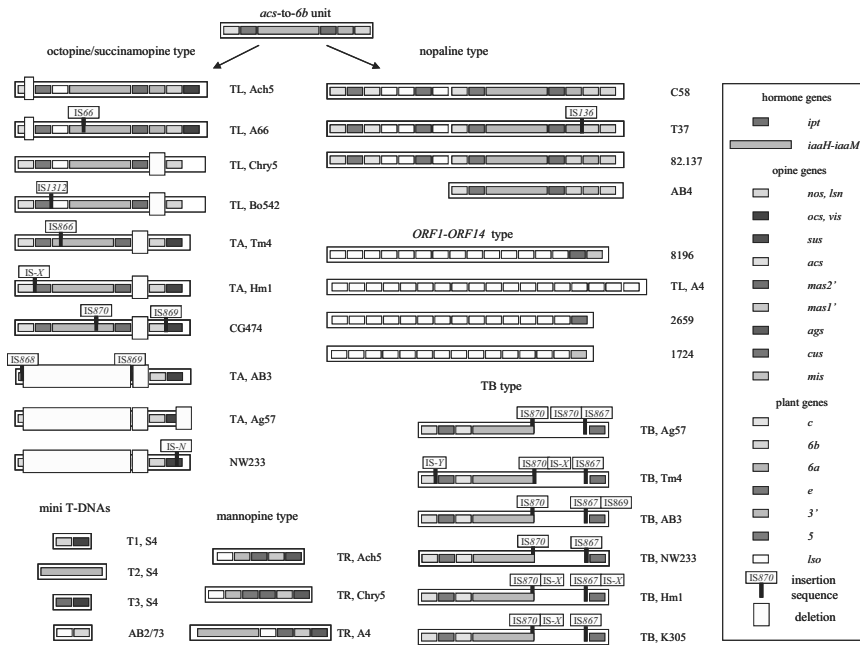 acs-to-6b unit
octopine/succinamopine type
nopaline type
TL, Ach5
IS66
TL, A66
TL, Chry5
IS1312
TL, Bo542
IS866
TA, Tm4
IS-X
TA, Hm1
IS870
IS869
CG474
IS868
IS869
TA, AB3
TA, Ag57
IS-N
NW233
C58
IS136
T37
82.137
AB4
ORF1-ORF14 type
8196
TL, A4
2659
1724
TB type
IS870 IS870 IS867
TB, Ag57
IS-Y IS870 IS-X IS867
TB, Tm4
IS870 IS867 IS869
TB, AB3
IS870 IS867
TB, NW233
IS870 IS-X IS867 IS-X
TB, Hm1
IS870 IS-X IS867
TB, K305
mini T-DNAs
T1, S4
T2, S4
T3, S4
AB2/73
mannopine type
TR, Ach5
TR, Chry5
TR, A4
hormone genes
ipt
iaaH-iaaM
opine genes
nos, lsn
ocs, vis
sus
acs
mas2'
mas1'
ags
cus
mis
plant genes
c
6b
6a
e
3'
5
lso
IS870 insertion
sequence
deletion